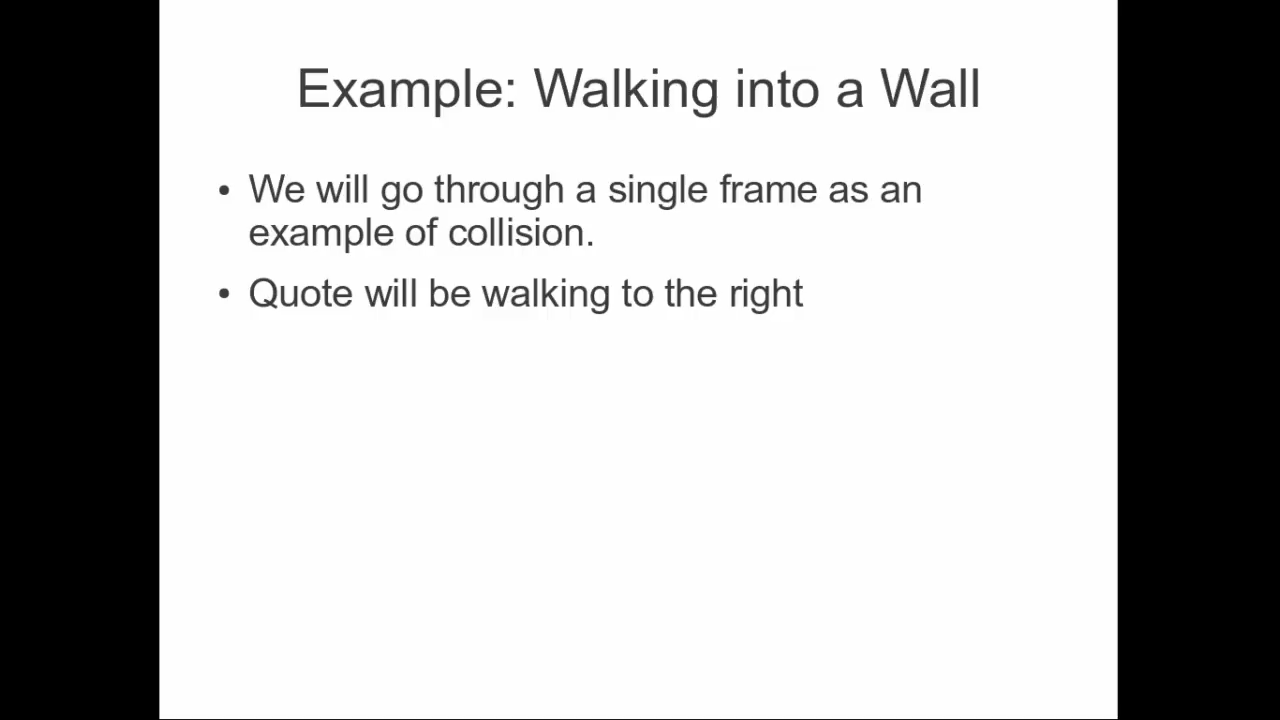 Example: Walking into a Wall
• We will go through a single frame as an
example of collision.
• Quote will be walking to the right